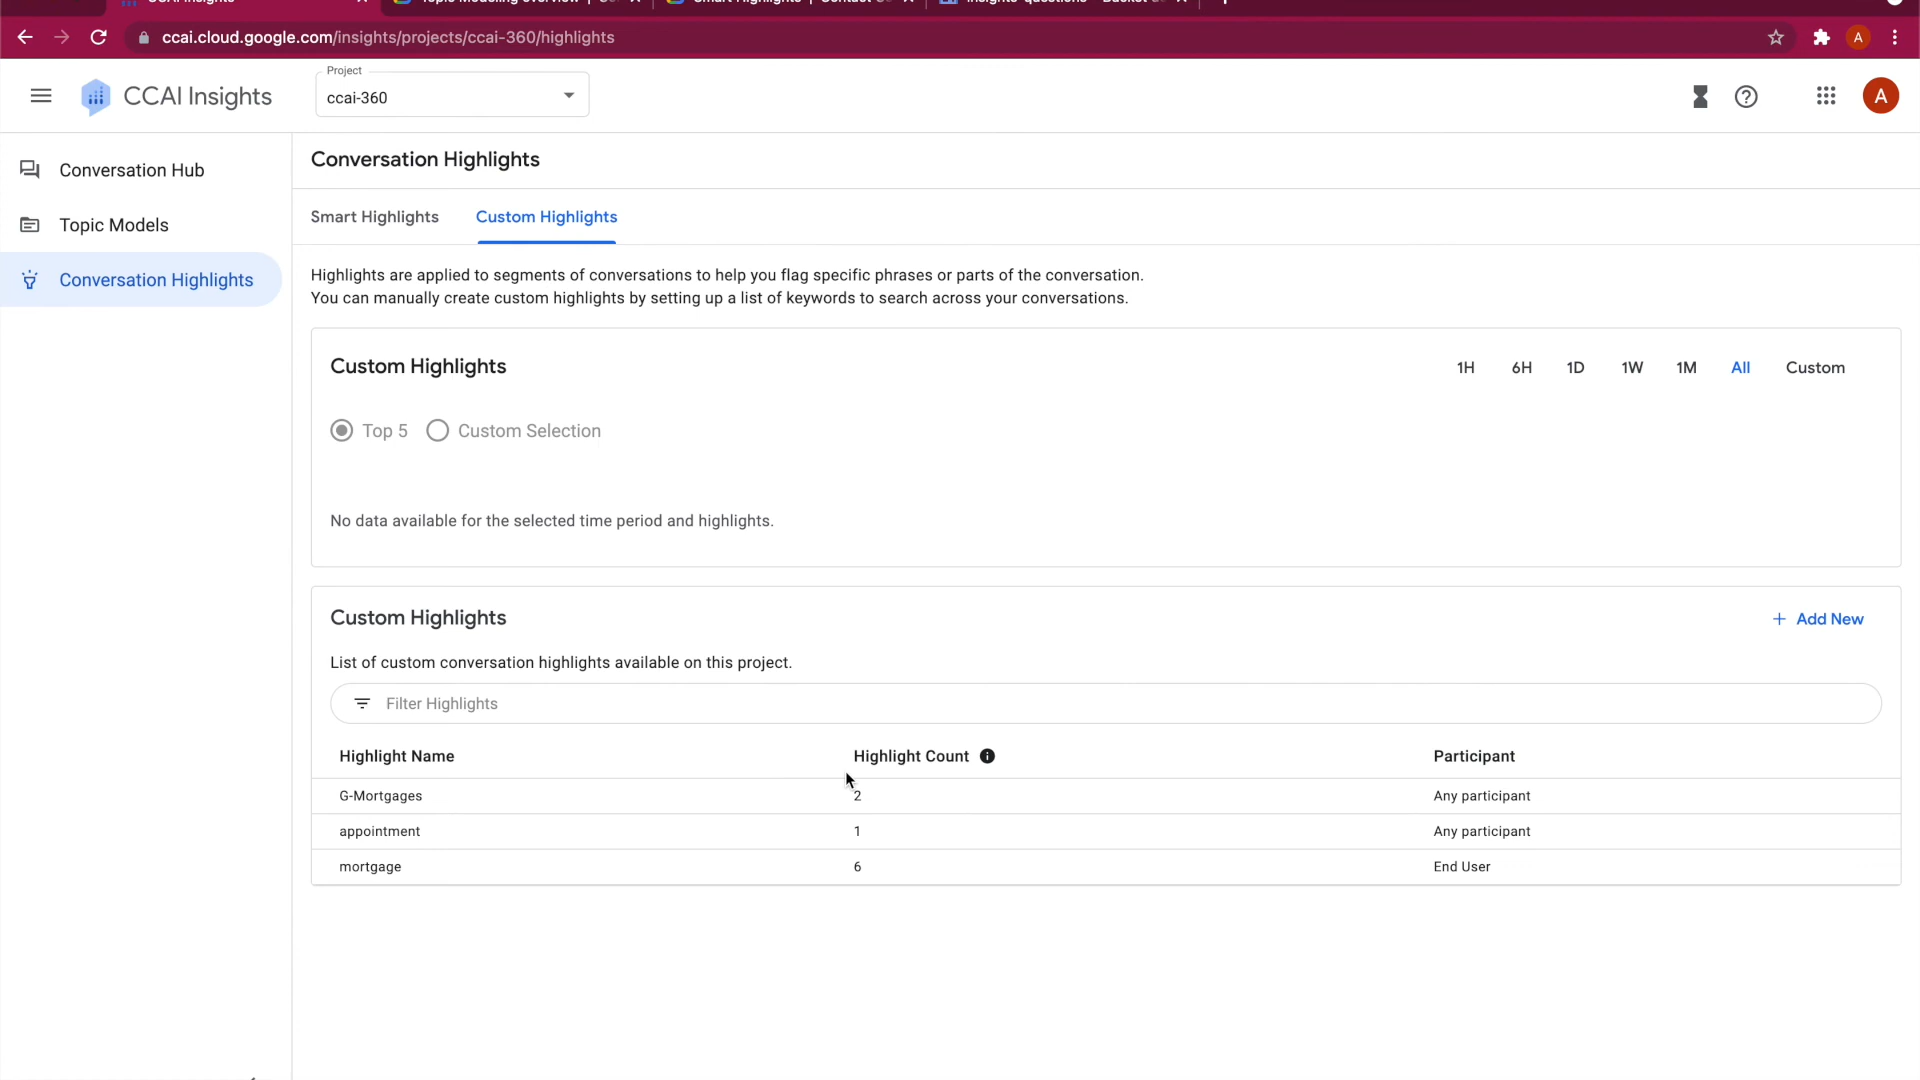 CCAI Insights
ccai.cloud.google.com/insights/projects/ccai-360/highlights
A
CCAI Insights
Project
ccai-360
A
Conversation Hub
Topic Models
Conversation Highlights
Conversation Highlights
Smart Highlights
Custom Highlights
Highlights are applied to segments of conversations to help you flag specific phrases or parts of the conversation.
You can manually create custom highlights by setting up a list of keywords to search across your conversations.
Custom Highlights
1H 6H 1D 1W 1M All Custom
Top 5 Custom Selection
No data available for the selected time period and highlights.
Custom Highlights
+ Add New
List of custom conversation highlights available on this project.
Filter Highlights
Highlight Name Highlight Count Participant
G-Mortgages 2 Any participant
appointment 1 Any participant
mortgage 6 End User